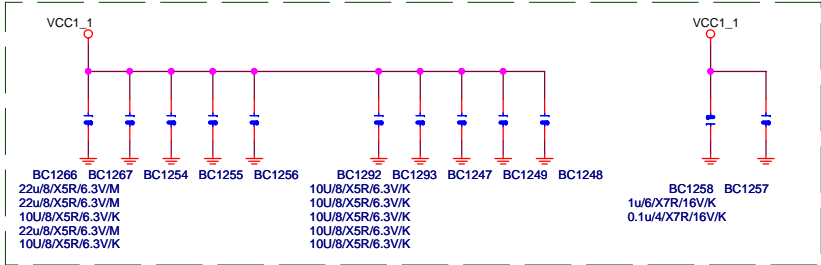 VCC1_1 VCC1_1
BC1266 BC1267 BC1254 BC1255 BC1256 BC1292 BC1293 BC1247 BC1249 BC1248 BC1258 BC1257
22u/8/X5R/6.3V/M
22u/8/X5R/6.3V/M
10U/8/X5R/6.3V/K
22u/8/X5R/6.3V/M
10U/8/X5R/6.3V/K
10U/8/X5R/6.3V/K
10U/8/X5R/6.3V/K
10U/8/X5R/6.3V/K
10U/8/X5R/6.3V/K
10U/8/X5R/6.3V/K
1u/6/X7R/16V/K
0.1u/4/X7R/16V/K